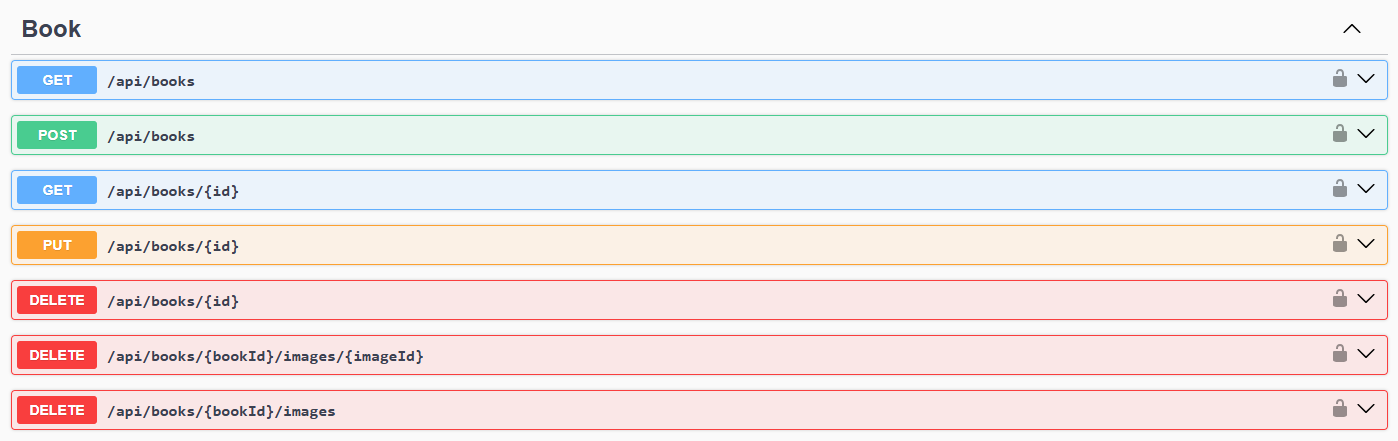 Book
GET /api/books
POST /api/books
GET /api/books/{id}
PUT /api/books/{id}
DELETE /api/books/{id}
DELETE /api/books/{bookId}/images/{imageId}
DELETE /api/books/{bookId}/images